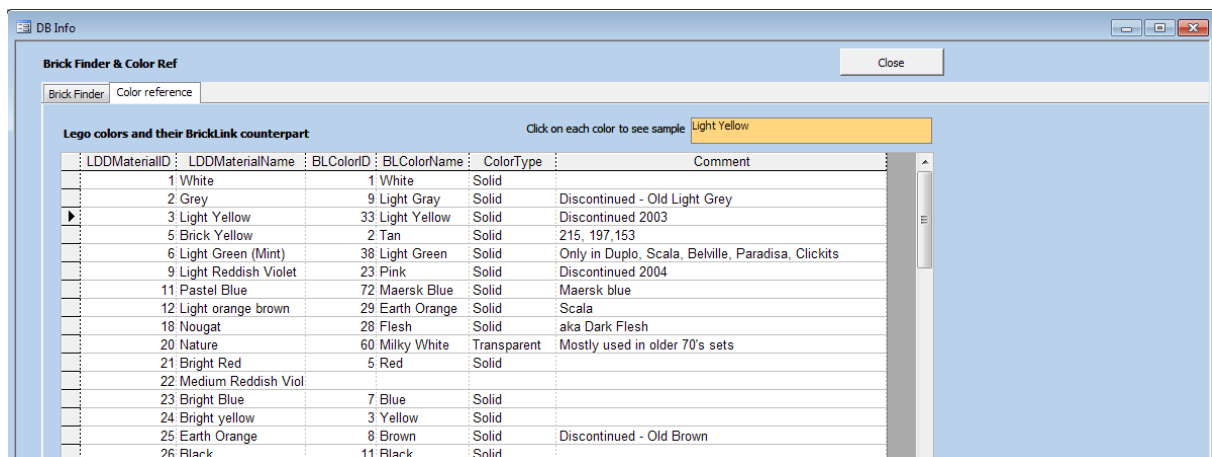 DB Info
Brick Finder & Color Ref
Close
Brick Finder Color reference
Lego colors and their BrickLink counterpart Click on each color to see sample Light Yellow
LDDMaterialID LDDMaterialName BLColorID BLColorName ColorType Comment
1 White 1 White Solid
2 Grey 9 Light Gray Solid Discontinued - Old Light Grey
3 Light Yellow 33 Light Yellow Solid Discontinued 2003
5 Brick Yellow 2 Tan Solid 215, 197,153
6 Light Green (Mint) 38 Light Green Solid Only in Duplo, Scala, Belville, Paradisa, Clickits
9 Light Reddish Violet 23 Pink Solid Discontinued 2004
11 Pastel Blue 72 Maersk Blue Solid Maersk blue
12 Light orange brown 29 Earth Orange Solid Scala
18 Nougat 28 Flesh Solid aka Dark Flesh
20 Nature 60 Milky White Transparent Mostly used in older 70's sets
21 Bright Red 5 Red Solid
22 Medium Reddish Viol
23 Bright Blue 7 Blue Solid
24 Bright yellow 3 Yellow Solid
25 Earth Orange 8 Brown Solid Discontinued - Old Brown
26 Black 11 Black Solid